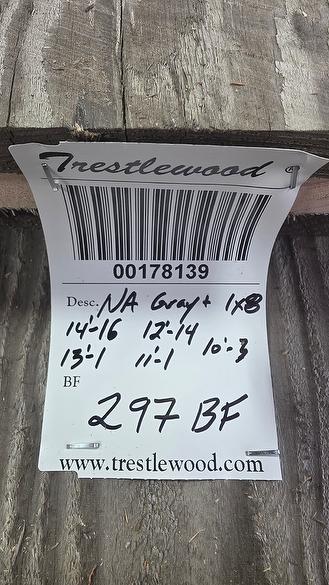 Trestlewood ®
00178139
Desc. NA Gray + 1x8
14'-16 12'-14
13'-1 11'-1 10'-3
BF
297 BF
www.trestlewood.com